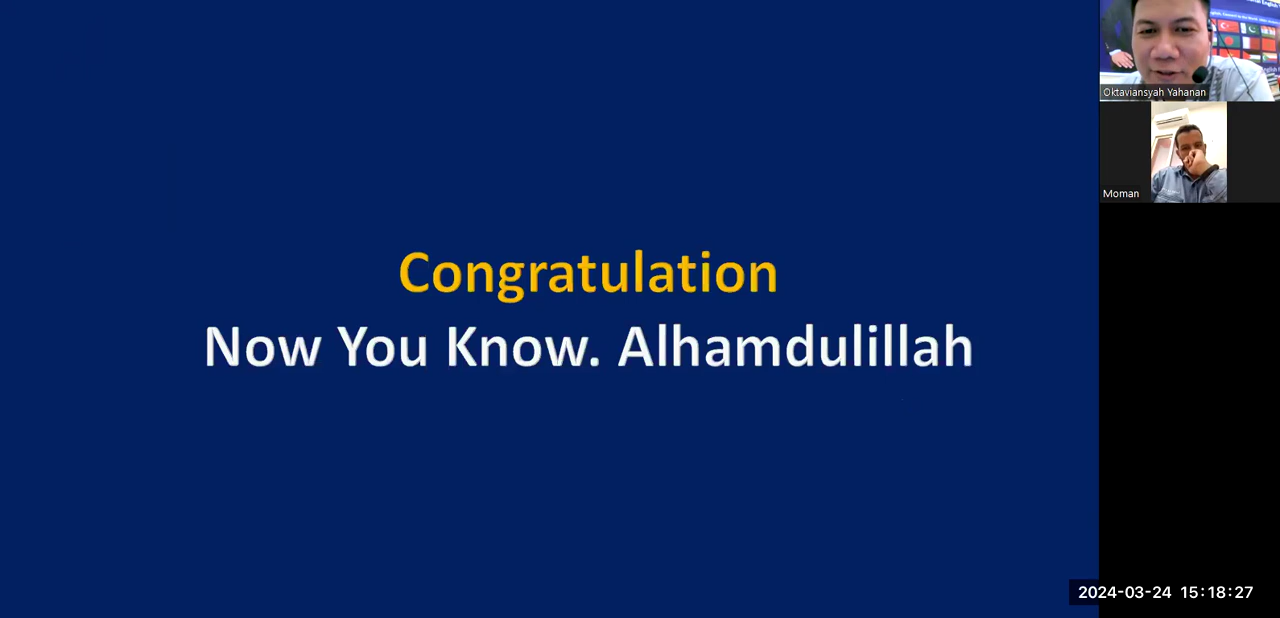 Congratulation
Now You Know. Alhamdulillah
Oktaviansyah Yahanan
Moman
2024-03-24 15:18:27